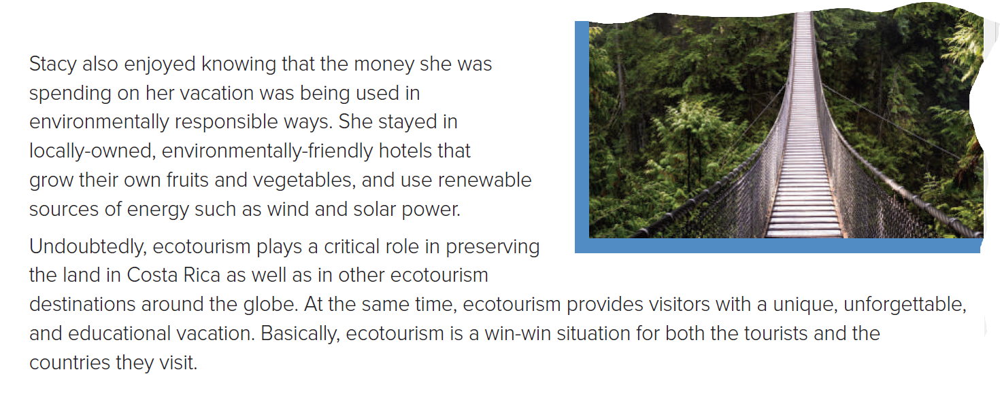 Stacy also enjoyed knowing that the money she was
spending on her vacation was being used in
environmentally responsible ways. She stayed in
locally-owned, environmentally-friendly hotels that
grow their own fruits and vegetables, and use renewable
sources of energy such as wind and solar power.
Undoubtedly, ecotourism plays a critical role in preserving
the land in Costa Rica as well as in other ecotourism
destinations around the globe. At the same time, ecotourism provides visitors with a unique, unforgettable,
and educational vacation. Basically, ecotourism is a win-win situation for both the tourists and the
countries they visit.